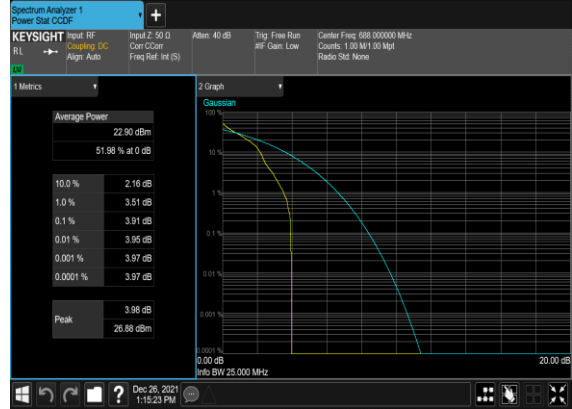 Spectrum Analyzer 1
Power Stat CCDF
KEYSIGHT
RL
LW
Input: RF
Coupling: DC
Align: Auto
Input Z: 50 Ω
Corr CCorr
Freq Ref: Int (S)
Atten: 40 dB
Trig: Free Run
#IF Gain: Low
Center Freq: 688.000000 MHz
Counts: 1.00 M/1.00 Mpt
Radio Std: None
1 Metrics
Average Power
22.90 dBm
51.98 % at 0 dB
10.0 % 2.16 dB
1.0 % 3.51 dB
0.1 % 3.91 dB
0.01 % 3.95 dB
0.001 % 3.97 dB
0.0001 % 3.97 dB
Peak
3.98 dB
26.88 dBm
2 Graph
Gaussian
100 %
10 %
1 %
0.1 %
0.01 %
0.001 %
0.0001 %
0.00 dB
20.00 dB
Info BW 25.000 MHz
?
Dec 26, 2021
1:15:23 PM